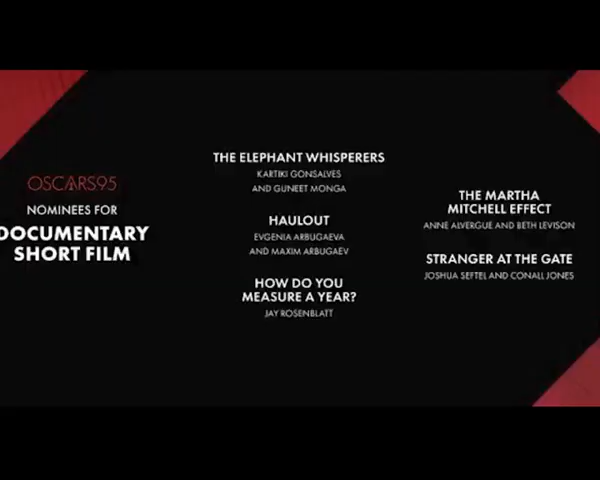 OSCARS95
NOMINEES FOR
DOCUMENTARY
SHORT FILM
THE ELEPHANT WHISPERERS
KARTIKI GONSALVES
AND GUNEET MONGA
HAULOUT
EVGENIA ARBUGAEVA
AND MAXIM ARBUGAEV
HOW DO YOU
MEASURE A YEAR?
JAY ROSENBLATT
THE MARTHA
MITCHELL EFFECT
ANNE ALVERGUE AND BETH LEVISON
STRANGER AT THE GATE
JOSHUA SEFTEL AND CONALL JONES